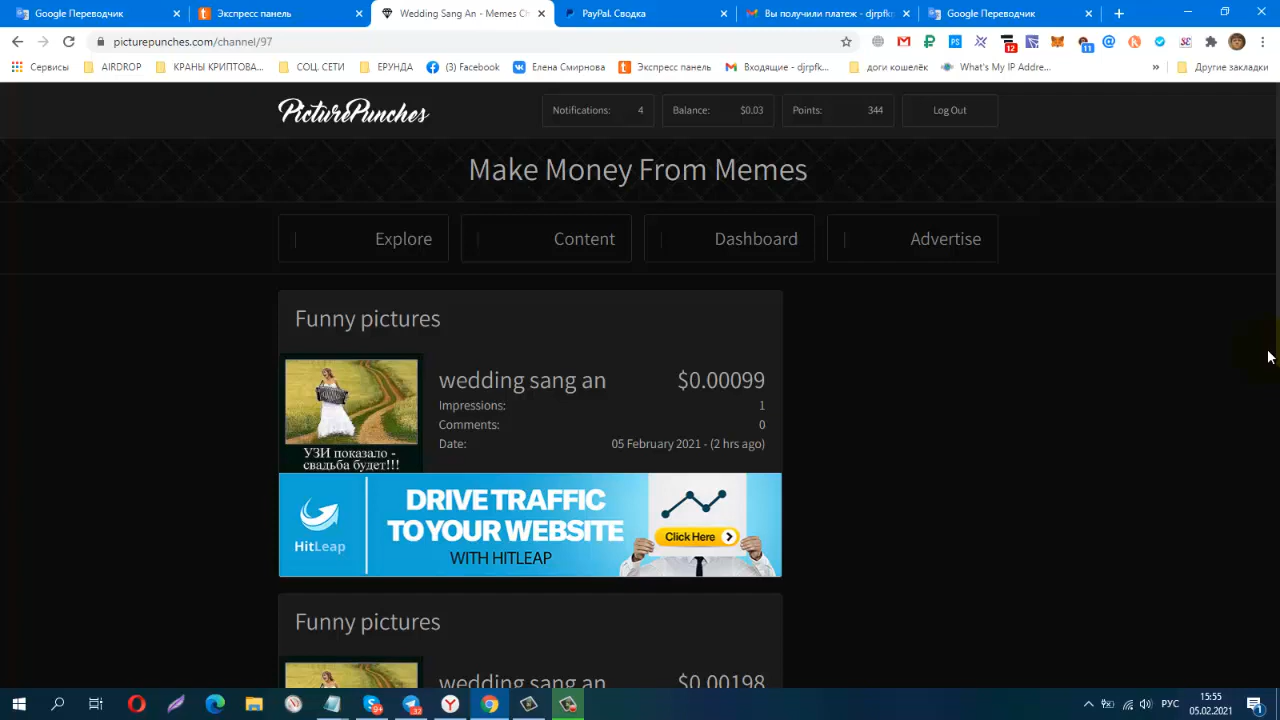 Google Переводчик
Экспресс панель
Wedding Sang An - Memes Ch
PayPal. Сводка
Вы получили платеж - djrpfkr
Google Переводчик
picturepunches.com/channel/97
12
11
Сервисы
AIRDROP
КРАНЫ КРИПТОВА...
СОЦ СЕТИ
ЕРУНДА
(3) Facebook
Елена Смирнова
Экспресс панель
Входящие - djrpfk...
доги кошелёк
What's My IP Addre...
»
Другие закладки
PicturePunches
Notifications: 4
Balance: $0.03
Points: 344
Log Out
Make Money From Memes
Explore
Content
Dashboard
Advertise
Funny pictures
wedding sang an $0.00099
Impressions: 1
Comments: 0
Date: 05 February 2021 - (2 hrs ago)
УЗИ показало -
свадьба будет!!!
HitLeap
DRIVE TRAFFIC
TO YOUR WEBSITE
WITH HITLEAP
Click Here
Funny pictures
wedding sang an $0.00198
РУС
15:55
05.02.2021